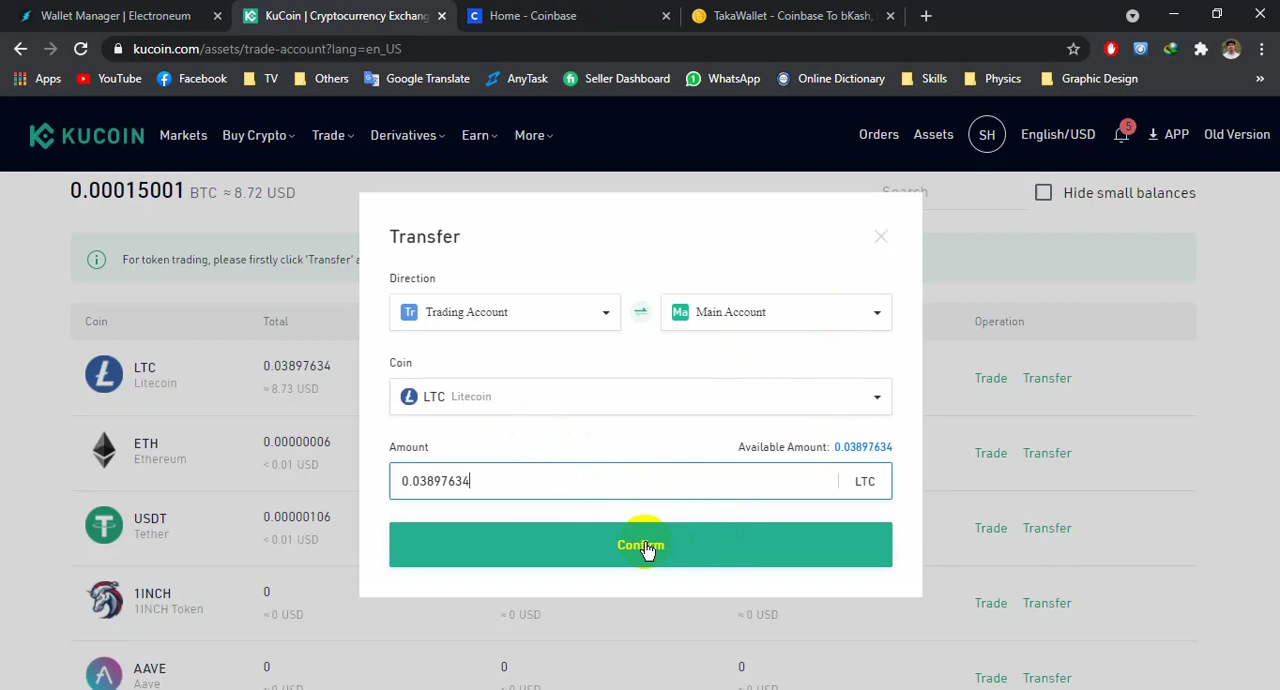 Wallet Manager | Electroneum
KuCoin | Cryptocurrency Exchang
Home - Coinbase
TakaWallet - Coinbase To bKash,
kucoin.com/assets/trade-account?lang=en_US
Apps YouTube Facebook TV Others Google Translate AnyTask Seller Dashboard WhatsApp Online Dictionary Skills Physics Graphic Design »
KUCOIN Markets Buy Crypto Trade Derivatives Earn More Orders Assets SH English/USD 5 APP Old Version
0.00015001 BTC ≈ 8.72 USD Search Hide small balances
For token trading, please firstly click 'Transfer' a
Coin Total Operation
LTC 0.03897634 Trade Transfer
Litecoin ≈ 8.73 USD
ETH 0.00000006 Trade Transfer
Ethereum < 0.01 USD
USDT 0.00000106 Trade Transfer
Tether < 0.01 USD
1INCH 0 Trade Transfer
1INCH Token ≈ 0 USD ≈ 0 USD ≈ 0 USD
AAVE 0 0 0 Trade Transfer
Aave
Transfer
Direction
Tr Trading Account Ma Main Account
Coin
LTC Litecoin
Amount Available Amount: 0.03897634
0.03897634 LTC
Confirm